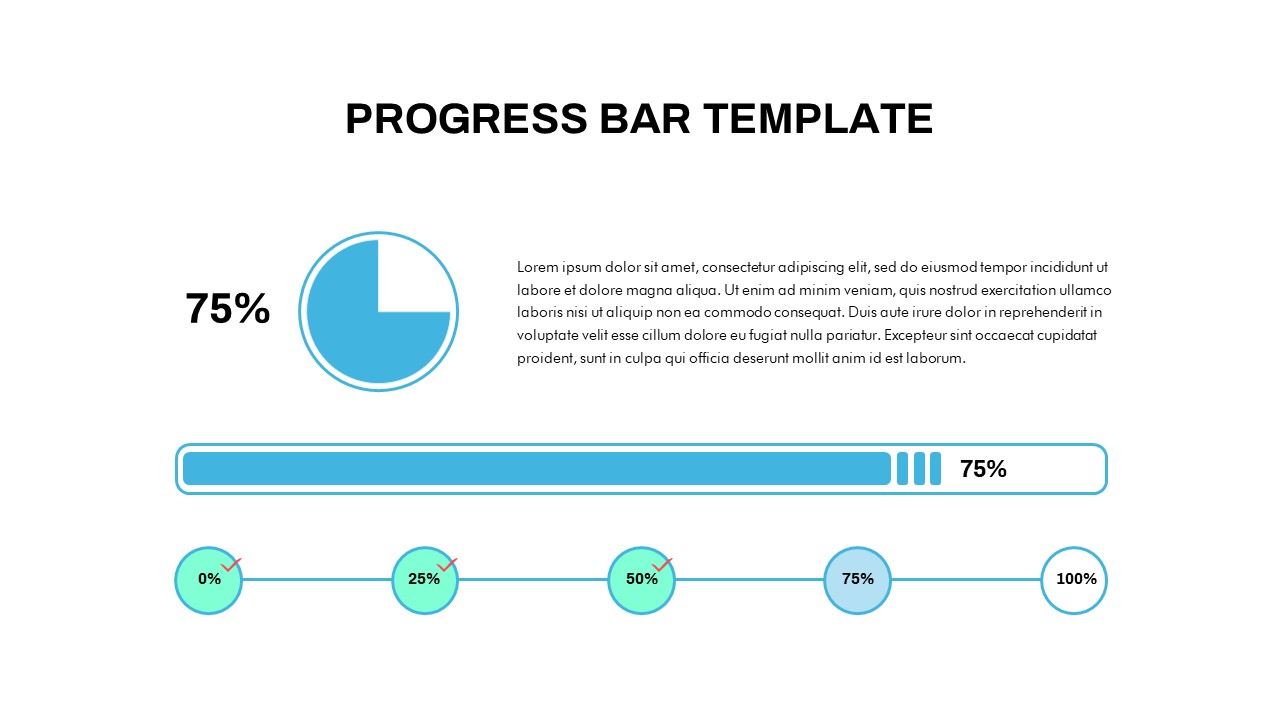 PROGRESS BAR TEMPLATE
75%
Lorem ipsum dolor sit amet, consectetur adipiscing elit, sed do eiusmod tempor incididunt ut
labore et dolore magna aliqua. Ut enim ad minim veniam, quis nostrud exercitation ullamco
laboris nisi ut aliquip non ea commodo consequat. Duis aute irure dolor in reprehenderit in
voluptate velit esse cillum dolore eu fugiat nulla pariatur. Excepteur sint occaecat cupidatat
proident, sunt in culpa qui officia deserunt mollit anim id est laborum.
75%
0% 25% 50% 75% 100%